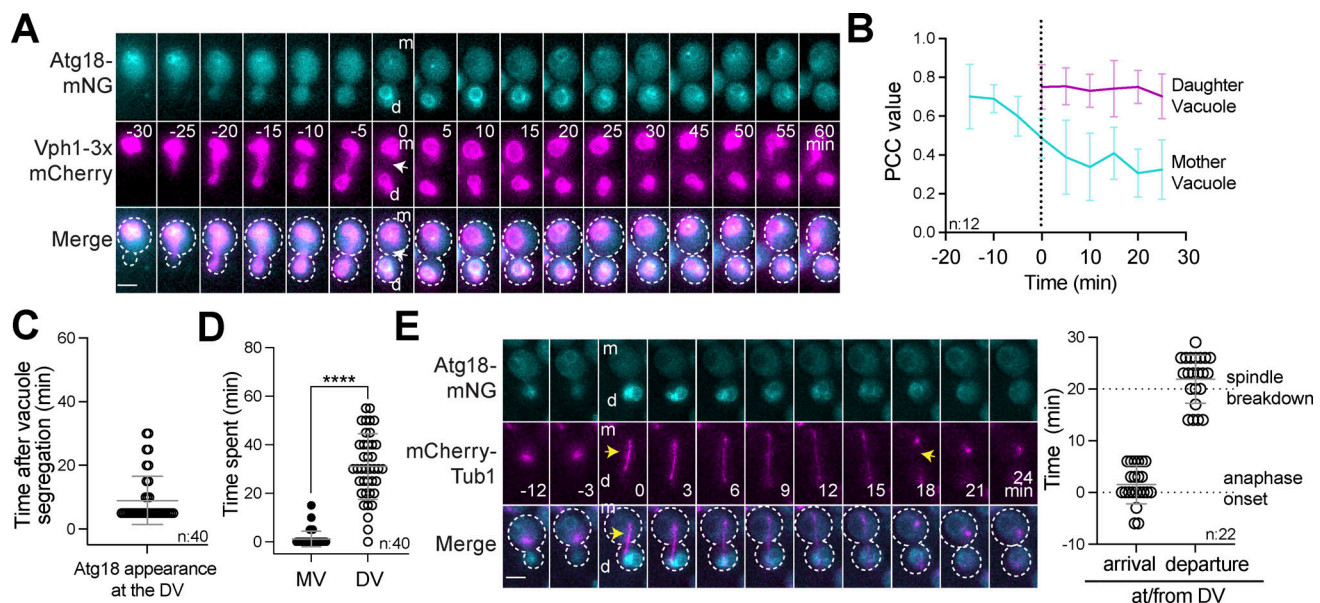 A
Atg18-
mNG
m
d
Vph1-3x
mCherry
-30 -25 -20 -15 -10 -5 0 5 10 15 20 25 30 45 50 55 60
min
m
d
Merge
m
d
B
PCC value
1.0
0.8
0.6
0.4
0.2
0.0
n:12
-20 -10 0 10 20 30
Time (min)
Daughter
Vacuole
Mother
Vacuole
C
Time after vacuole
segregation (min)
60
40
20
0
n:40
Atg18 appearance
at the DV
D
Time spent (min)
80
60
40
20
0
****
n:40
MV DV
E
Atg18-
mNG
m
d
mCherry-
Tub1
m
d
-12 -3 0 3 6 9 12 15 18 21 24
min
Merge
m
d
Time (min)
30
20
10
0
-10
spindle
breakdown
anaphase
onset
n:22
arrival departure
at/from DV